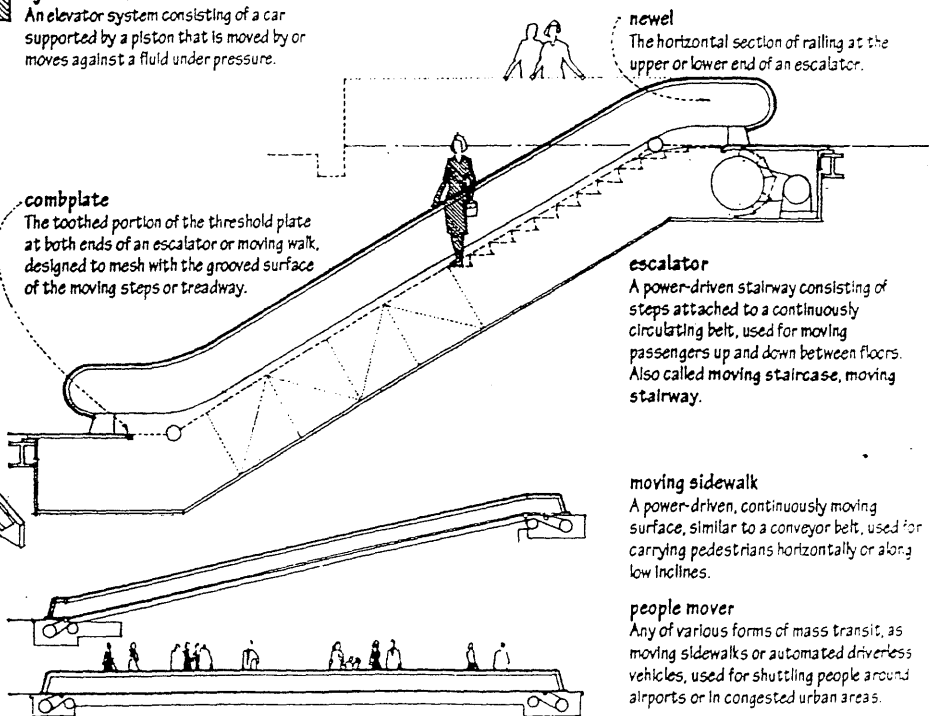 An elevator system consisting of a car
supported by a piston that is moved by or
moves against a fluid under pressure.
newel
The horizontal section of railing at the
upper or lower end of an escalator.
combplate
The toothed portion of the threshold plate
at both ends of an escalator or moving walk,
designed to mesh with the grooved surface
of the moving steps or treadway.
escalator
A power-driven stairway consisting of
steps attached to a continuously
circulating belt, used for moving
passengers up and down between floors.
Also called moving staircase, moving
stairway.
moving sidewalk
A power-driven, continuously moving
surface, similar to a conveyor belt, used for
carrying pedestrians horizontally or along
low inclines.
people mover
Any of various forms of mass transit, as
moving sidewalks or automated driverless
vehicles, used for shuttling people around
airports or in congested urban areas.